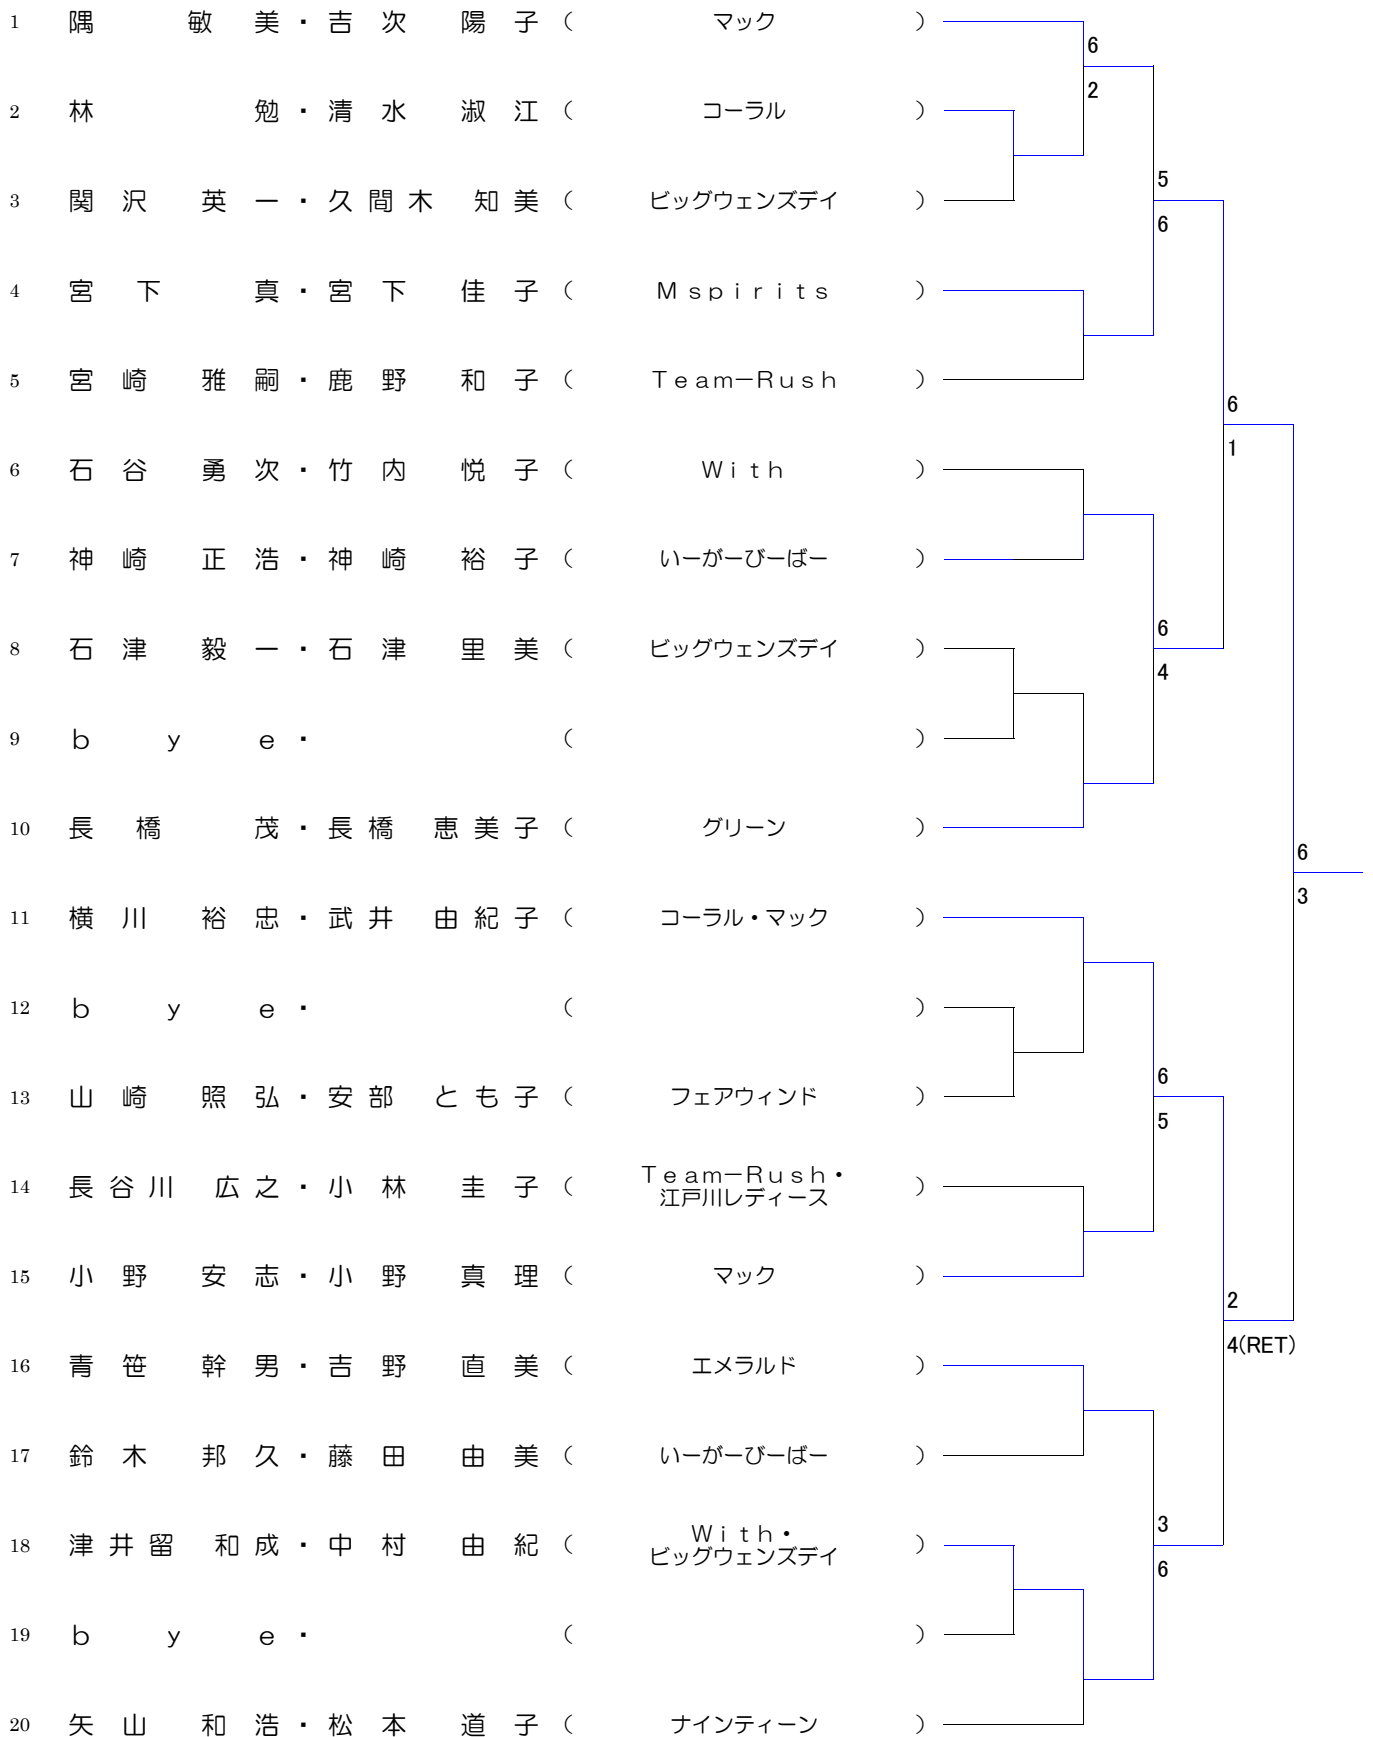 1 隅 敏美・吉次 陽子 （ マック ）
6
2
2 林 勉・清水 淑江 （ コーラル ）
3 関沢 英一・久間木 知美 （ ビッグウェンズデイ ）
5
6
4 宮下 真・宮下 佳子 （ Ｍｓｐｉｒｉｔｓ ）
5 宮崎 雅嗣・鹿野 和子 （ Ｔｅａｍ－Ｒｕｓｈ ）
6
1
6 石谷 勇次・竹内 悦子 （ Ｗｉｔｈ ）
7 神崎 正浩・神崎 裕子 （ いーがーびーばー ）
8 石津 毅一・石津 里美 （ ビッグウェンズデイ ）
6
4
9 ｂｙｅ・ （ ）
10 長橋 茂・長橋 恵美子 （ グリーン ）
6
3
11 横川 裕忠・武井 由紀子 （ コーラル・マック ）
12 ｂｙｅ・ （ ）
13 山崎 照弘・安部 とも子 （ フェアウィンド ）
6
5
14 長谷川 広之・小林 圭子 （ Ｔｅａｍ－Ｒｕｓｈ・
江戸川レディース ）
15 小野 安志・小野 真理 （ マック ）
2
4(RET)
16 青笹 幹男・吉野 直美 （ エメラルド ）
17 鈴木 邦久・藤田 由美 （ いーがーびーばー ）
18 津井留 和成・中村 由紀 （ Ｗｉｔｈ・
ビッグウェンズデイ ）
3
6
19 ｂｙｅ・ （ ）
20 矢山 和浩・松本 道子 （ ナインティーン ）